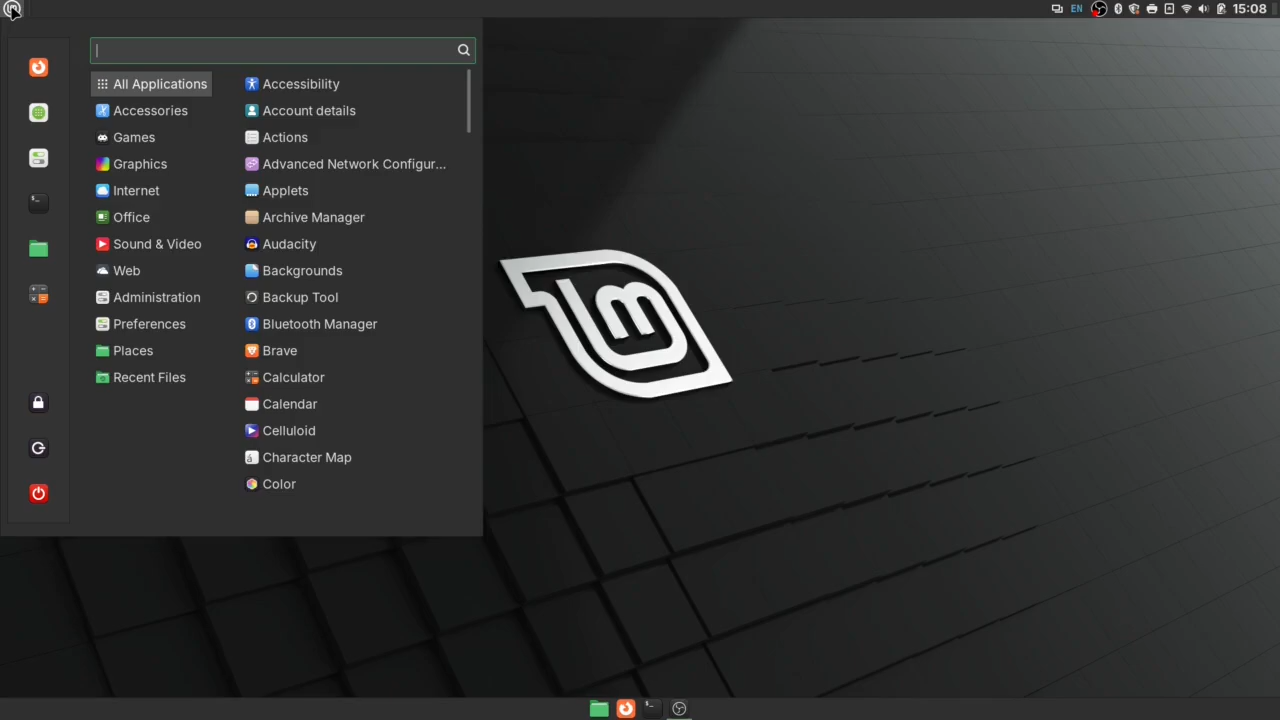 EN 15:08
All Applications
Accessories
Games
Graphics
Internet
Office
Sound & Video
Web
Administration
Preferences
Places
Recent Files
Accessibility
Account details
Actions
Advanced Network Configur...
Applets
Archive Manager
Audacity
Backgrounds
Backup Tool
Bluetooth Manager
Brave
Calculator
Calendar
Celluloid
Character Map
Color